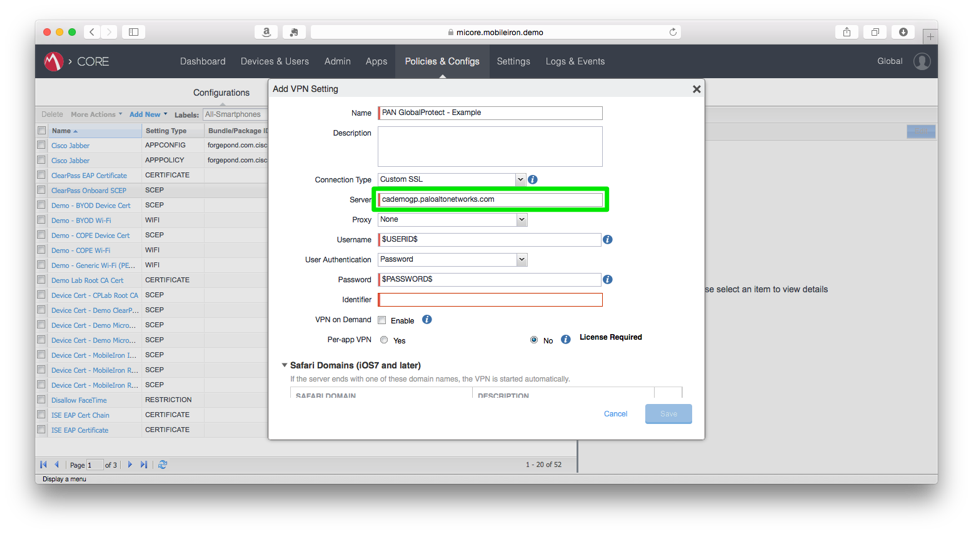 micore.mobileiron.demo
CORE
Dashboard Devices & Users Admin Apps Policies & Configs Settings Logs & Events Global
Configurations
Add VPN Setting
Delete More Actions Add New Labels: All-Smartphones
Name Setting Type Bundle/Package ID
Cisco Jabber APPCONFIG forgepond.com.cisc
Cisco Jabber APPPOLICY forgepond.com.cisc
ClearPass EAP Certificate CERTIFICATE
ClearPass Onboard SCEP SCEP
Demo - BYOD Device Cert SCEP
Demo - BYOD Wi-Fi WIFI
Demo - COPE Device Cert SCEP
Demo - COPE Wi-Fi WIFI
Demo - Generic Wi-Fi (PE... WIFI
Demo Lab Root CA Cert CERTIFICATE
Device Cert - CPLab Root CA SCEP
Device Cert - Demo ClearP... SCEP
Device Cert - Demo Micro... SCEP
Device Cert - Demo Micro... SCEP
Device Cert - MobileIron I... SCEP
Device Cert - MobileIron R... SCEP
Device Cert - MobileIron R... SCEP
Disallow FaceTime RESTRICTION
ISE EAP Cert Chain CERTIFICATE
ISE EAP Certificate CERTIFICATE
Page 1 of 3
1 - 20 of 52
Display a menu
Name PAN GlobalProtect - Example
Description
Connection Type Custom SSL
Server cadernogp.paloaltonetworks.com
Proxy None
Username $USERID$
User Authentication Password
Password $PASSWORD$
Identifier
VPN on Demand Enable
Per-app VPN Yes No License Required
Safari Domains (iOS7 and later)
If the server ends with one of these domain names, the VPN is started automatically.
SAFARI DOMAIN DESCRIPTION
Cancel Save
se select an item to view details